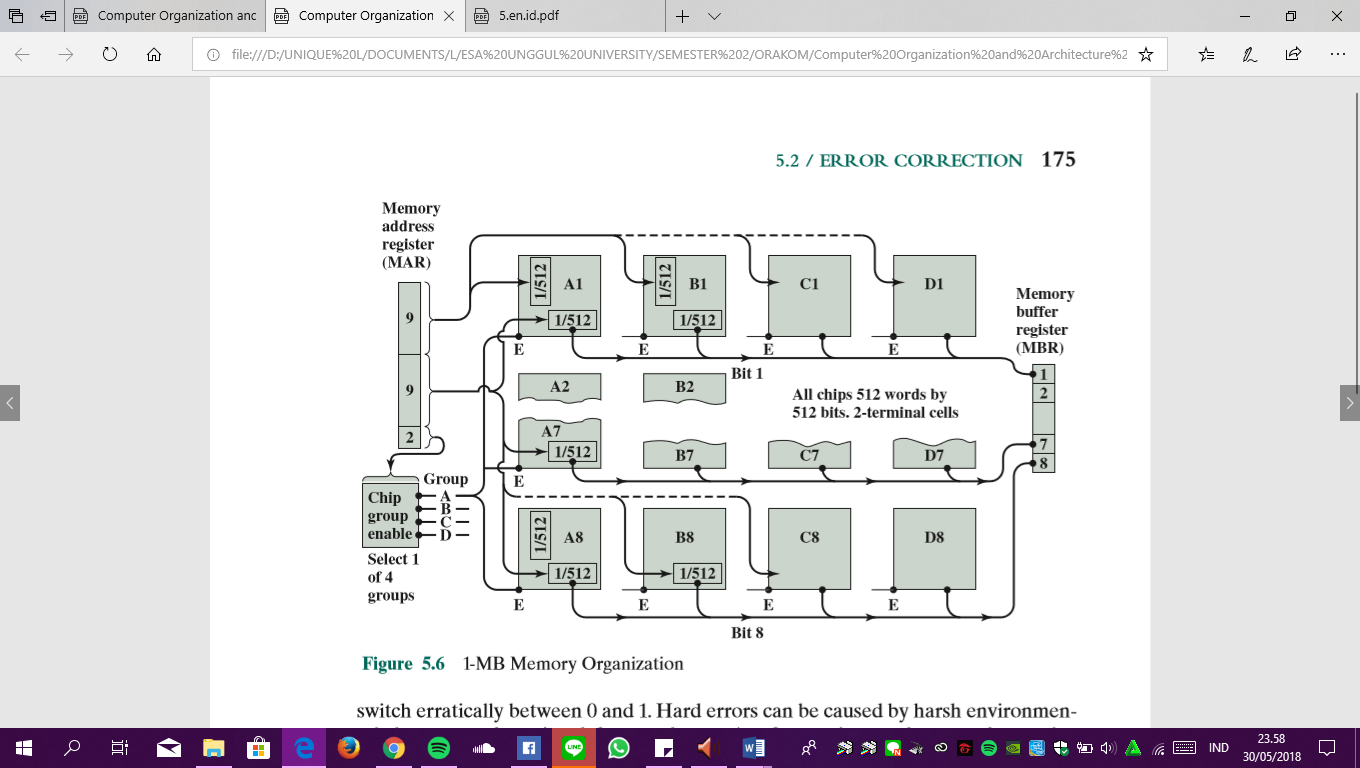 Computer Organization anc
Computer Organization
5.en.id.pdf
file:///D:/UNIQUE%20L/DOCUMENTS/L/ESA%20UNGGUL%20UNIVERSITY/SEMESTER%202/ORAKOM/Computer%20Organization%20and%20Architecture%2
5.2 / ERROR CORRECTION 175
Memory
address
register
(MAR)
9
9
2
Chip
group
enable
Group
A
B
C
D
Select 1
of 4
groups
1/512
A1
1/512
E
1/512
B1
1/512
E
C1
E
D1
E
Bit 1
Memory
buffer
register
(MBR)
1
2
7
8
A2
B2
All chips 512 words by
512 bits. 2-terminal cells
A7
1/512
E
B7
C7
D7
1/512
A8
1/512
E
B8
1/512
E
C8
E
D8
E
Bit 8
Figure 5.6 1-MB Memory Organization
switch erratically between 0 and 1. Hard errors can be caused by harsh environmen-
LINE
IND
23.58
30/05/2018